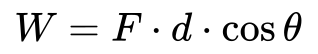 W = F · d · cos θ